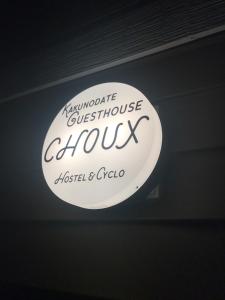 KAKUNODATE
GUESTHOUSE
CHOUX
HOSTEL & CYCLO